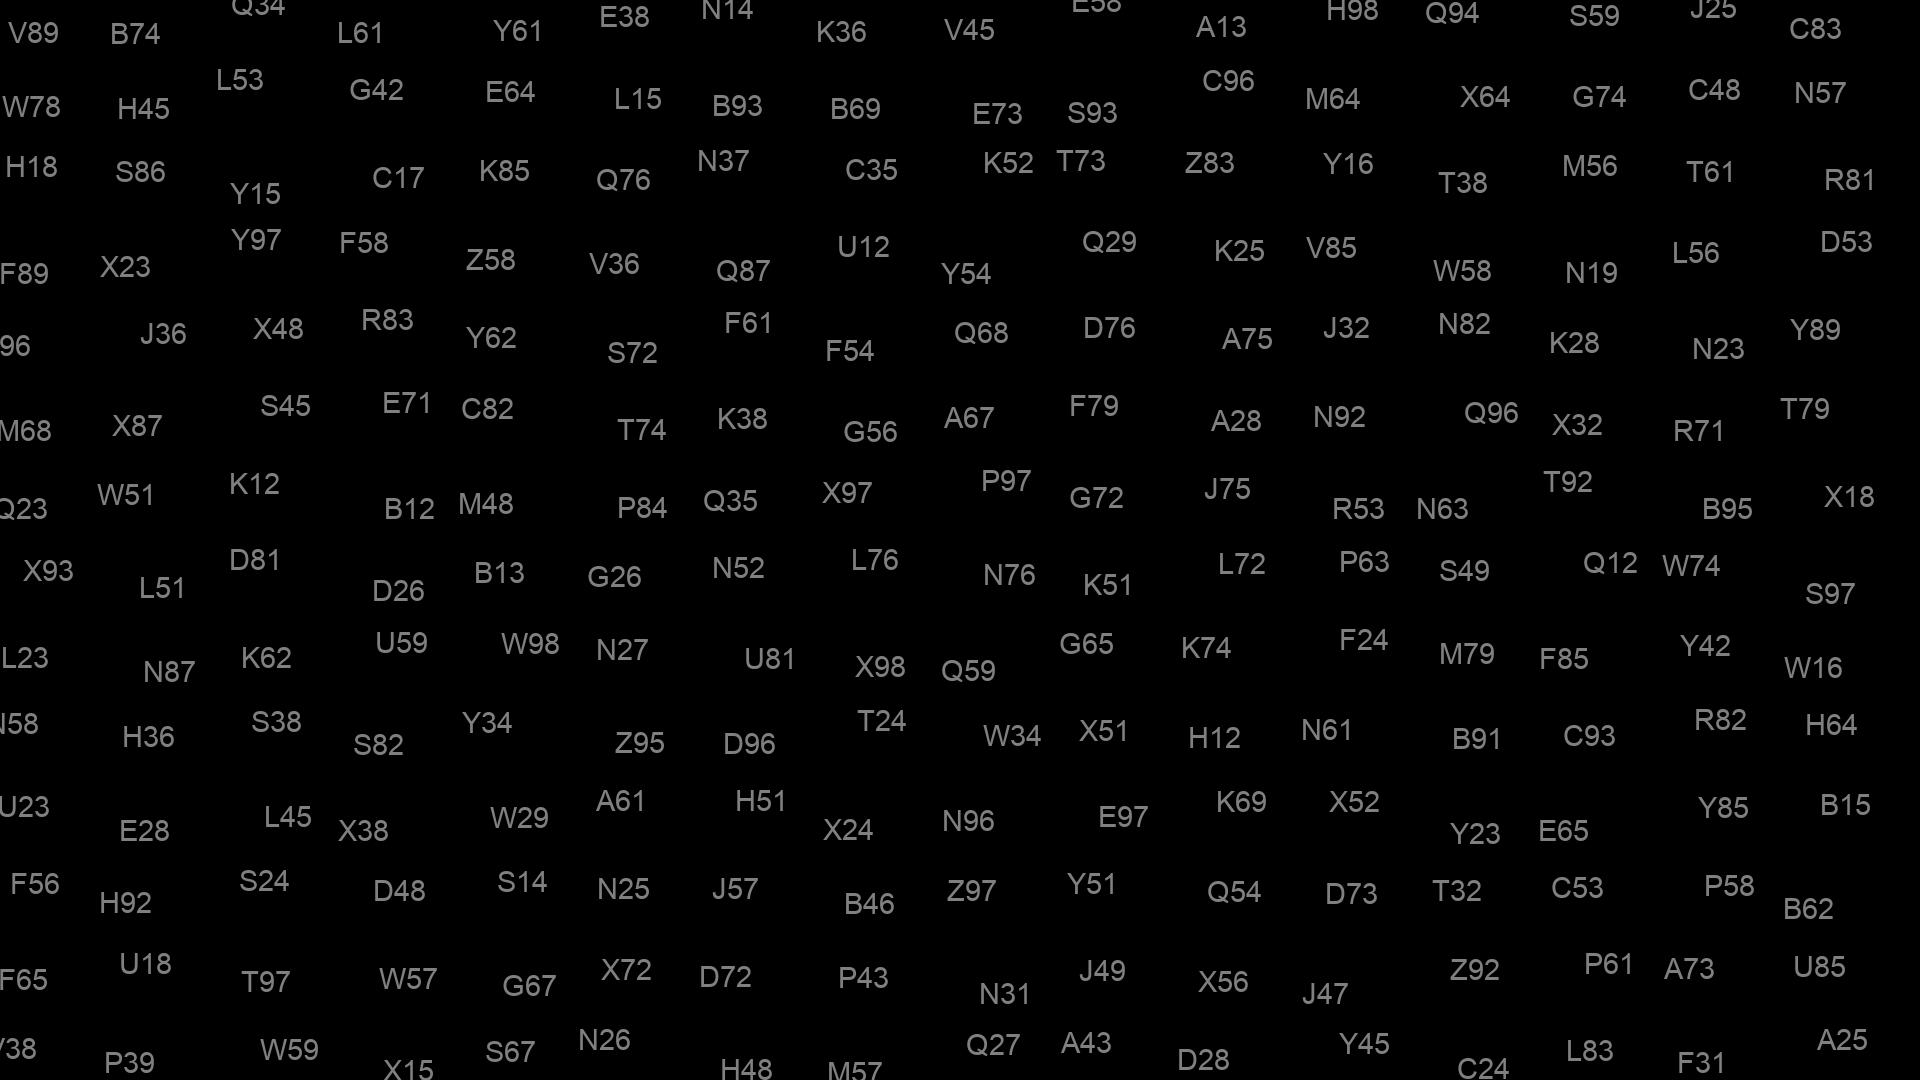 V89 B74 Q34 L61 Y61 E38 N14 K36 V45 E58 A13 H98 Q94 S59 J25 C83
W78 H45 L53 G42 E64 L15 B93 B69 E73 S93 C96 M64 X64 G74 C48 N57
H18 S86 Y15 C17 K85 Q76 N37 C35 K52 T73 Z83 Y16 T38 M56 T61 R81
F89 X23 Y97 F58 Z58 V36 Q87 U12 Y54 Q29 K25 V85 W58 N19 L56 D53
96 J36 X48 R83 Y62 S72 F61 F54 Q68 D76 A75 J32 N82 K28 N23 Y89
M68 X87 S45 E71 C82 T74 K38 G56 A67 F79 A28 N92 Q96 X32 R71 T79
Q23 W51 K12 B12 M48 P84 Q35 X97 P97 G72 J75 R53 N63 T92 B95 X18
X93 L51 D81 D26 B13 G26 N52 L76 N76 K51 L72 P63 S49 Q12 W74 S97
L23 N87 K62 U59 W98 N27 U81 X98 Q59 G65 K74 F24 M79 F85 Y42 W16
58 H36 S38 S82 Y34 Z95 D96 T24 W34 X51 H12 N61 B91 C93 R82 H64
U23 E28 L45 X38 W29 A61 H51 X24 N96 E97 K69 X52 Y23 E65 Y85 B15
F56 H92 S24 D48 S14 N25 J57 B46 Z97 Y51 Q54 D73 T32 C53 P58 B62
F65 U18 T97 W57 G67 X72 D72 P43 N31 J49 X56 J47 Z92 P61 A73 U85
38 P39 W59 X15 S67 N26 H48 M57 Q27 A43 D28 Y45 C24 L83 F31 A25